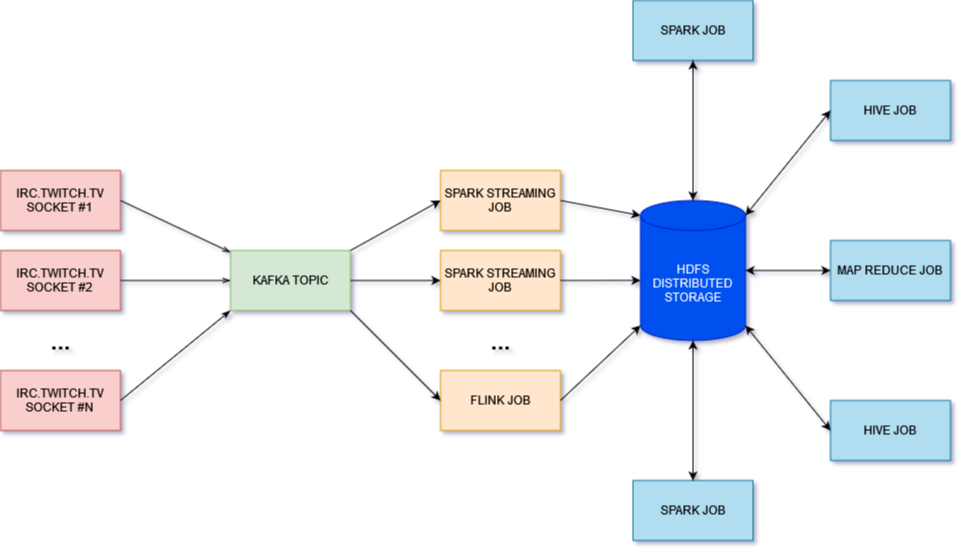 SPARK JOB
HIVE JOB
IRC.TWITCH.TV
SOCKET #1
SPARK STREAMING
JOB
IRC.TWITCH.TV
SOCKET #2
KAFKA TOPIC
SPARK STREAMING
JOB
HDFS
DISTRIBUTED
STORAGE
MAP REDUCE JOB
...
...
IRC.TWITCH.TV
SOCKET #N
FLINK JOB
HIVE JOB
SPARK JOB